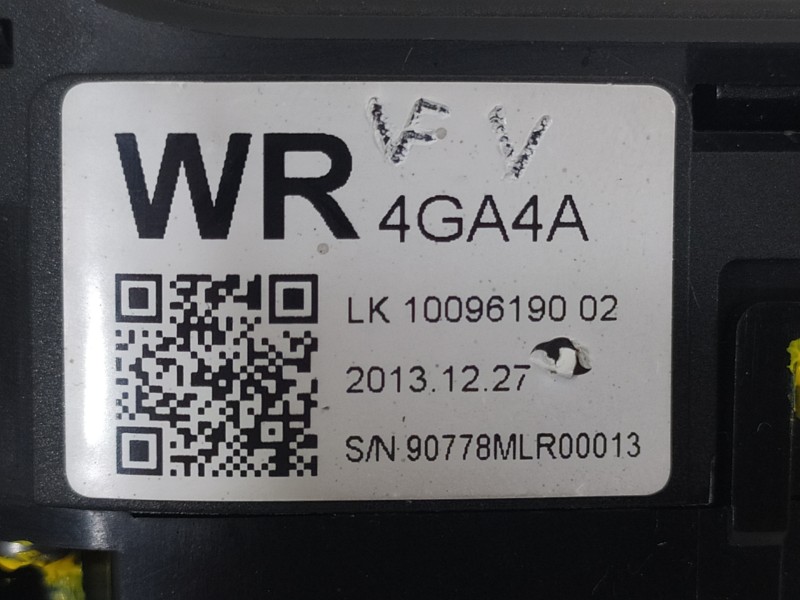 VF V
WR 4GA4A
LK 10096190 02
2013.12.27
S/N 90778MLR00013